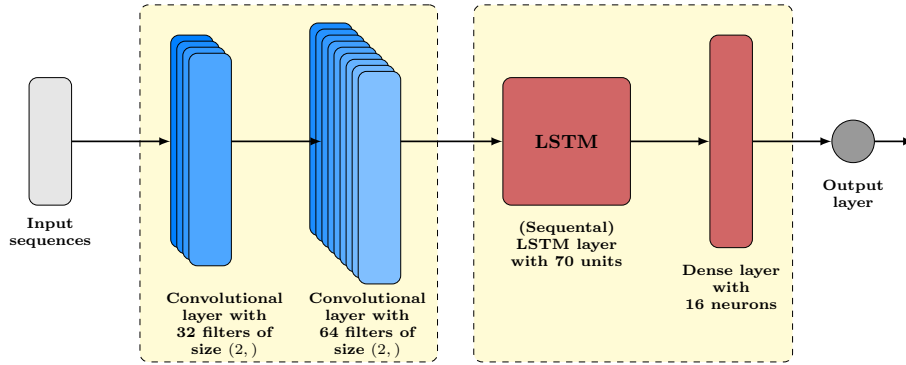 Input
sequences
Convolutional
layer with
32 filters of
size (2, )
Convolutional
layer with
64 filters of
size (2, )
LSTM
(Sequental)
LSTM layer
with 70 units
Dense layer
with
16 neurons
Output
layer